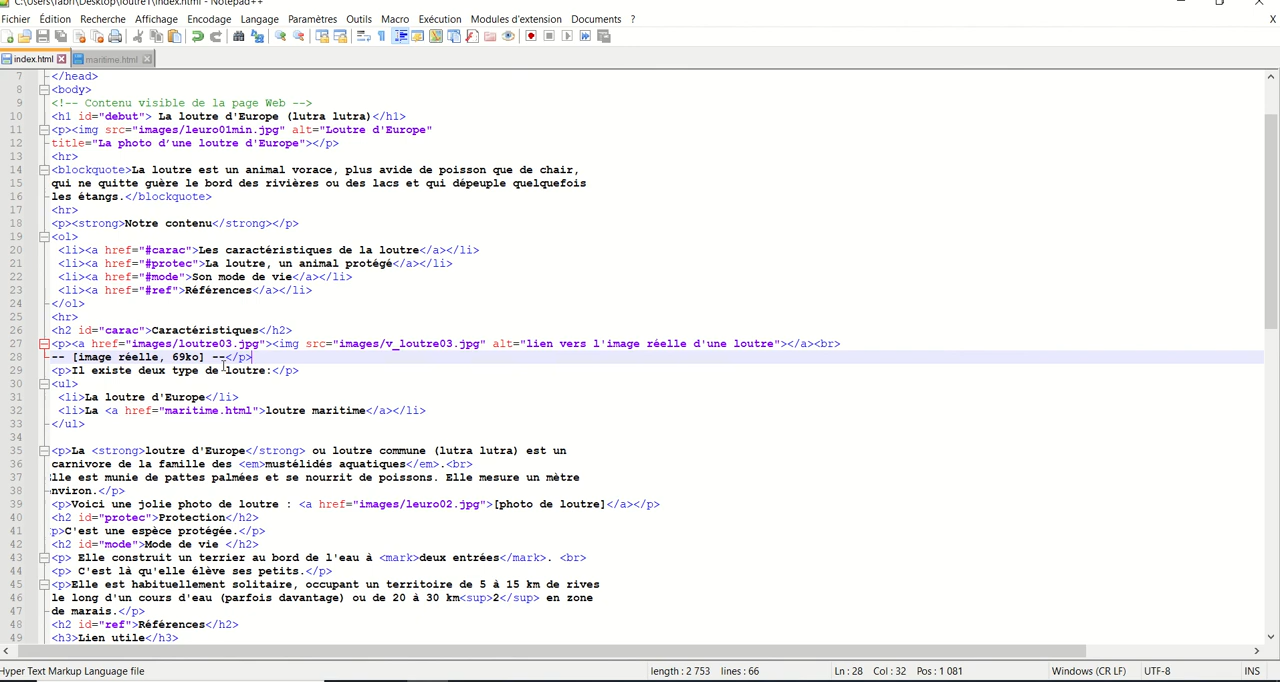 C:\Users\fabri\Desktop\loutre1\index.html - Notepad++
Fichier Édition Recherche Affichage Encodage Langage Paramètres Outils Macro Exécution Modules d'extension Documents ?
X
index.html maritime.html
7 </head>
8 <body>
9 <!-- Contenu visible de la page Web -->
10 <h1 id="debut"> La loutre d'Europe (lutra lutra)</h1>
11 <p><img src="images/leuro01min.jpg" alt="Loutre d'Europe"
12 title="La photo d'une loutre d'Europe"></p>
13 <hr>
14 <blockquote>La loutre est un animal vorace, plus avide de poisson que de chair,
15 qui ne quitte guère le bord des rivières ou des lacs et qui dépeuple quelquefois
16 les étangs.</blockquote>
17 <hr>
18 <p><strong>Notre contenu</strong></p>
19 <ol>
20 <li><a href="#carac">Les caractéristiques de la loutre</a></li>
21 <li><a href="#protec">La loutre, un animal protégé</a></li>
22 <li><a href="#mode">Son mode de vie</a></li>
23 <li><a href="#ref">Références</a></li>
24 </ol>
25 <hr>
26 <h2 id="carac">Caractéristiques</h2>
27 <p><a href="images/loutre03.jpg"><img src="images/v_loutre03.jpg" alt="lien vers l'image réelle d'une loutre"></a><br>
28 -- [image réelle, 69ko] --</p>
29 <p>Il existe deux type de loutre:</p>
30 <ul>
31 <li>La loutre d'Europe</li>
32 <li>La <a href="maritime.html">loutre maritime</a></li>
33 </ul>
34
35 <p>La <strong>loutre d'Europe</strong> ou loutre commune (lutra lutra) est un
36 carnivore de la famille des <em>mustélidés aquatiques</em>.<br>
37 lle est munie de pattes palmées et se nourrit de poissons. Elle mesure un mètre
38 nviron.</p>
39 <p>Voici une jolie photo de loutre : <a href="images/leuro02.jpg">[photo de loutre]</a></p>
40 <h2 id="protec">Protection</h2>
41 p>C'est une espèce protégée.</p>
42 <h2 id="mode">Mode de vie </h2>
43 <p> Elle construit un terrier au bord de l'eau à <mark>deux entrées</mark>. <br>
44 <p> C'est là qu'elle élève ses petits.</p>
45 <p>Elle est habituellement solitaire, occupant un territoire de 5 à 15 km de rives
46 le long d'un cours d'eau (parfois davantage) ou de 20 à 30 km<sup>2</sup> en zone
47 de marais.</p>
48 <h2 id="ref">Références</h2>
49 <h3>Lien utile</h3>
Hyper Text Markup Language file length : 2 753 lines : 66 Ln : 28 Col : 32 Pos : 1 081 Windows (CR LF) UTF-8 INS